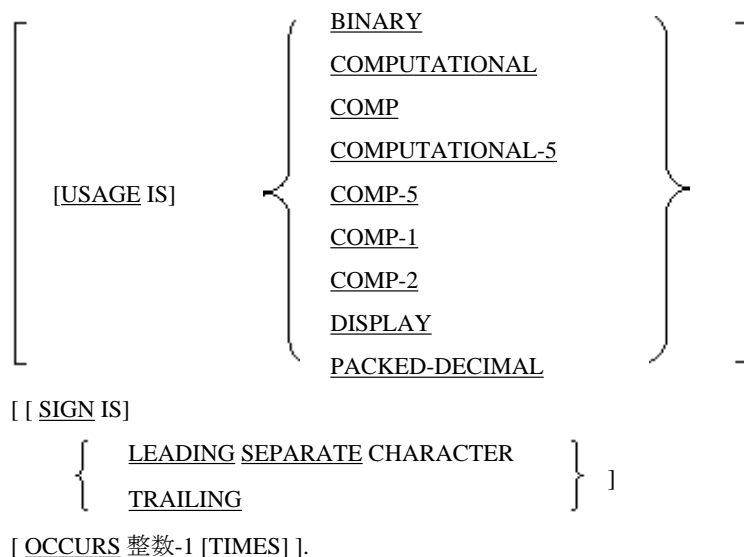 BINARY
COMPUTATIONAL
COMP
COMPUTATIONAL-5
[USAGE IS] COMP-5
COMP-1
COMP-2
DISPLAY
PACKED-DECIMAL
[ [ SIGN IS]
LEADING SEPARATE CHARACTER
TRAILING
]
[ OCCURS 整数-1 [TIMES] ].